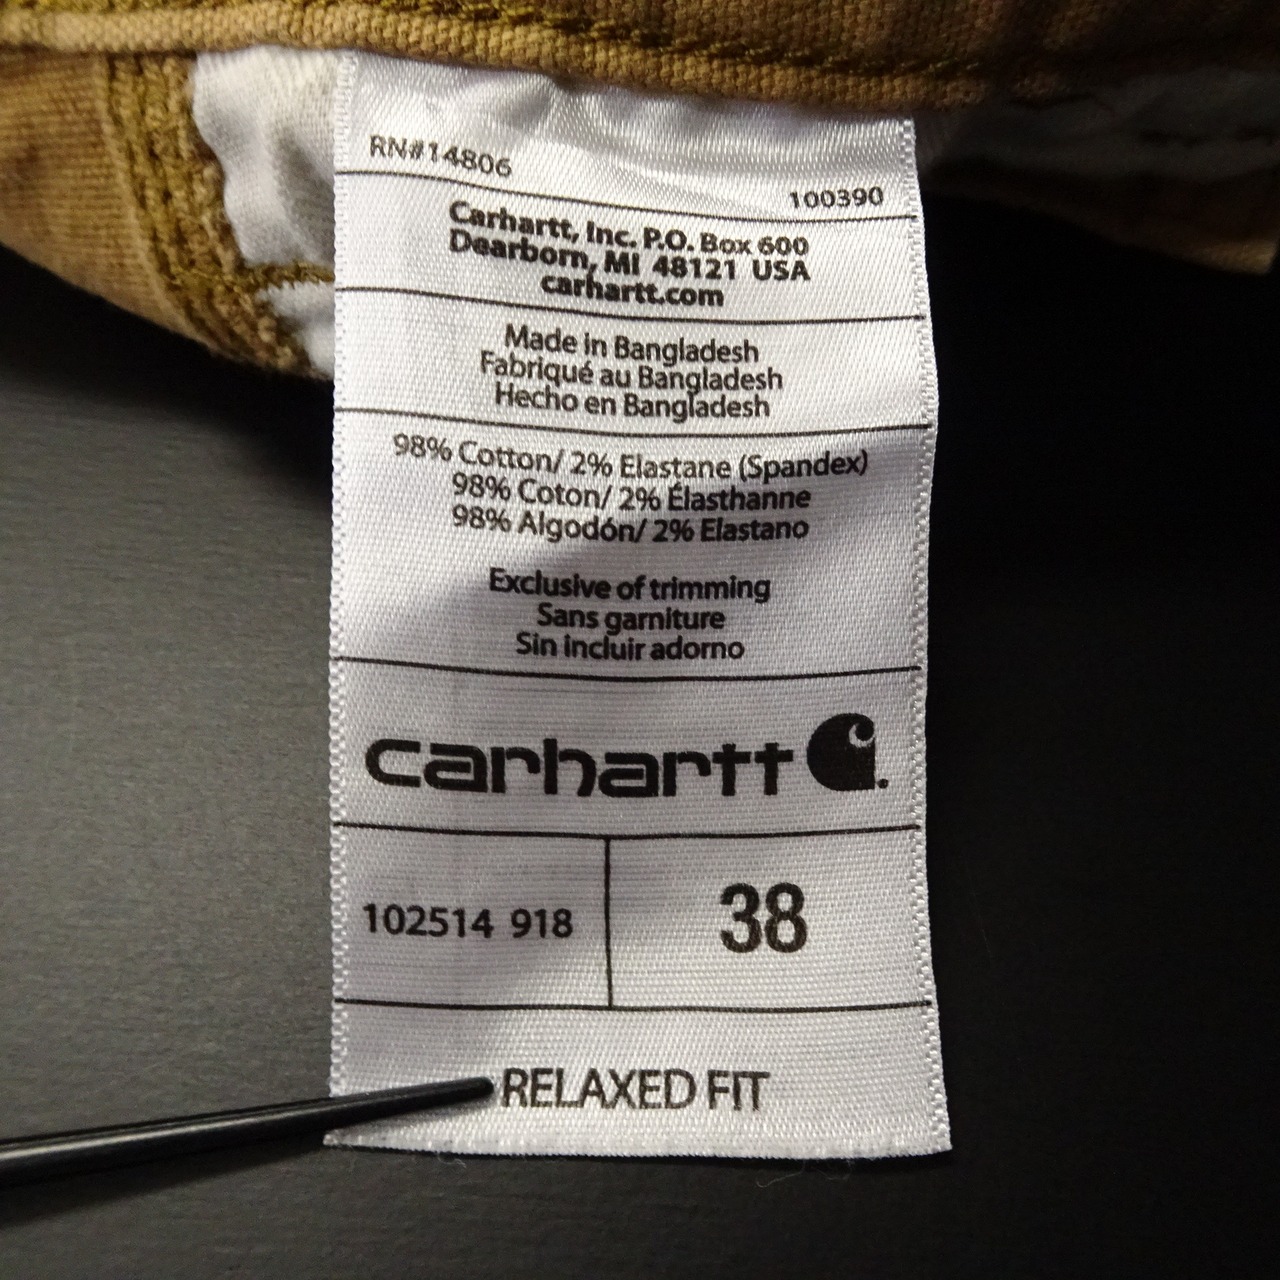 RN#14806
100390
Carhartt, Inc. P.O. Box 600
Dearborn, MI 48121 USA
carhartt.com
Made in Bangladesh
Fabriqué au Bangladesh
Hecho en Bangladesh
98% Cotton/ 2% Elastane (Spandex)
98% Coton/ 2% Élasthanne
98% Algodón/ 2% Elastano
Exclusive of trimming
Sans garniture
Sin incluir adorno
carhartt
102514 918
38
RELAXED FIT